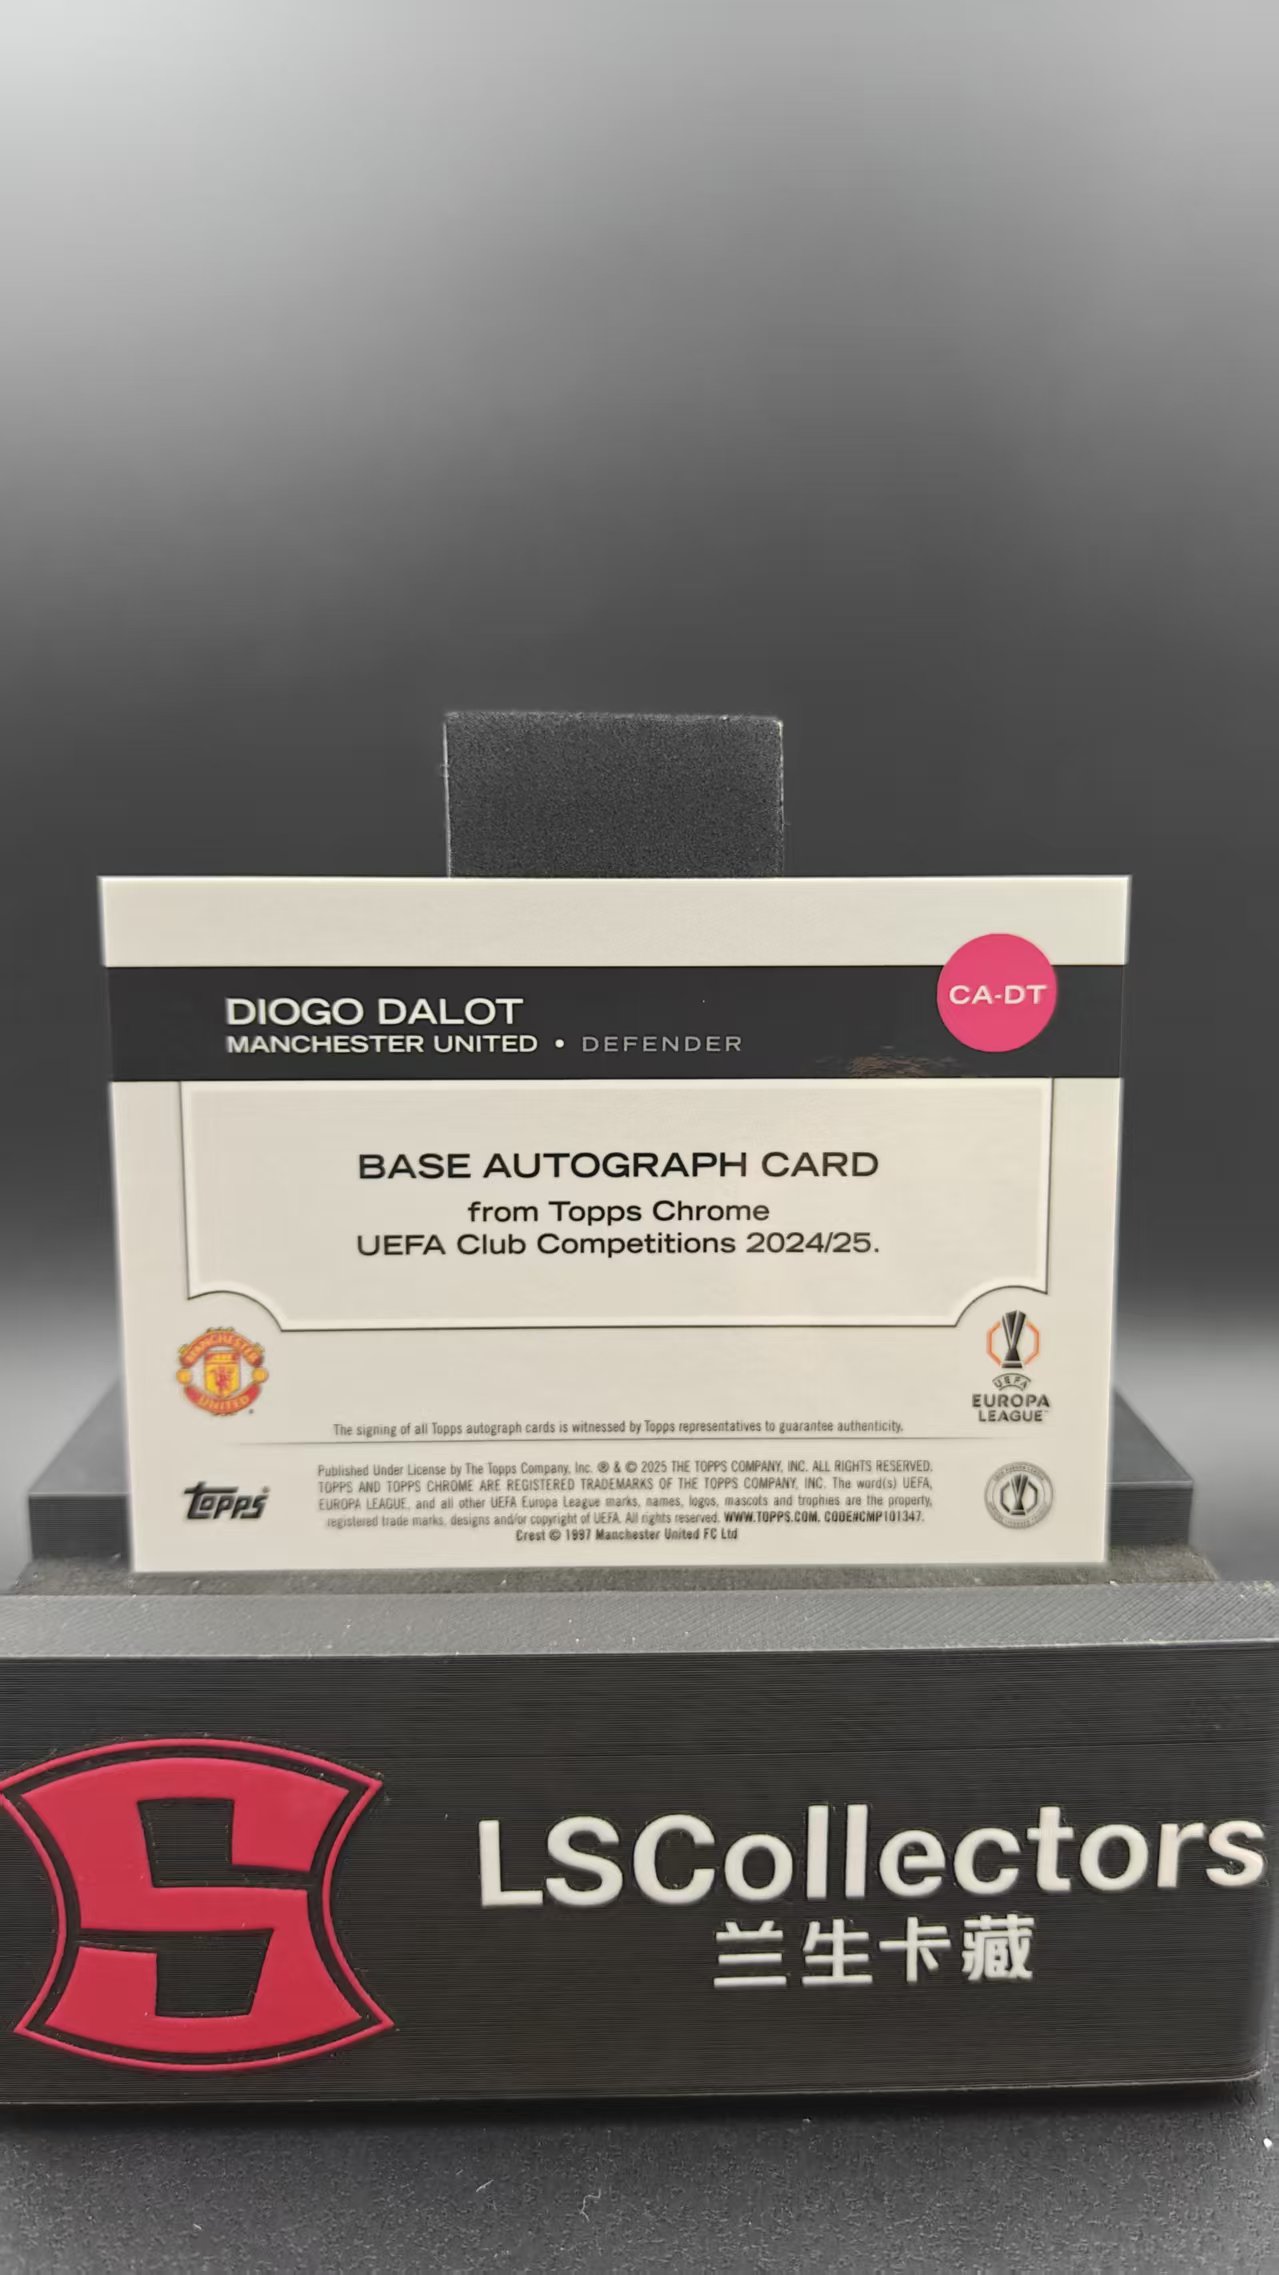 DIOGO DALOT
MANCHESTER UNITED • DEFENDER
CA-DT
BASE AUTOGRAPH CARD
from Topps Chrome
UEFA Club Competitions 2024/25.
MANCHESTER
UNITED
UEFA
EUROPA
LEAGUE™
The signing of all Topps autograph cards is witnessed by Topps representatives to guarantee authenticity.
topps®
Published Under License by The Topps Company, Inc. ® & © 2025 THE TOPPS COMPANY, INC. ALL RIGHTS RESERVED.
TOPPS AND TOPPS CHROME ARE REGISTERED TRADEMARKS OF THE TOPPS COMPANY, INC. The word(s) UEFA,
EUROPA LEAGUE, and all other UEFA Europa League marks, names, logos, mascots and trophies are the property,
registered trade marks, designs and/or copyright of UEFA. All rights reserved. WWW.TOPPS.COM. CODE#CMP101347.
Crest © 1997 Manchester United FC Ltd
LSCollectors
兰生卡藏